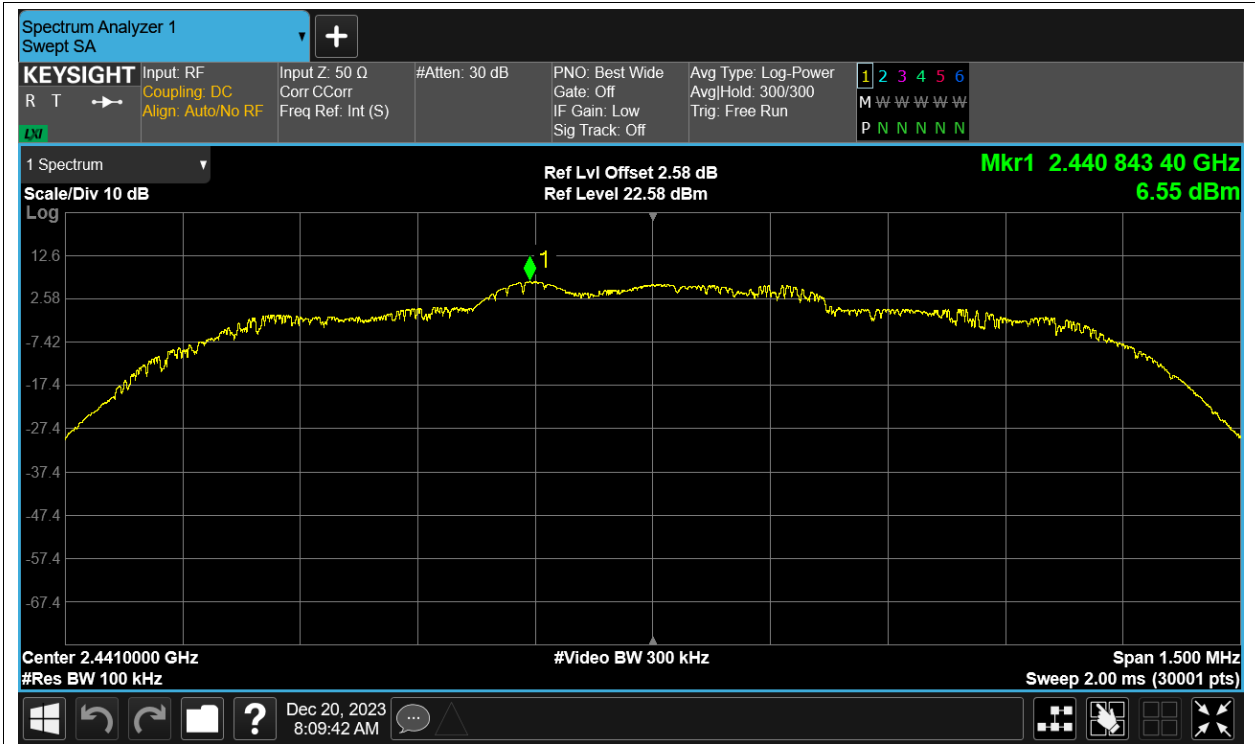 Spectrum Analyzer 1
Swept SA
+
KEYSIGHT
R T
LXI
Input: RF
Coupling: DC
Align: Auto/No RF
Input Z: 50 Ω
Corr CCorr
Freq Ref: Int (S)
#Atten: 30 dB
PNO: Best Wide
Gate: Off
IF Gain: Low
Sig Track: Off
Avg Type: Log-Power
Avg|Hold: 300/300
Trig: Free Run
1 2 3 4 5 6
M W W W W W
P N N N N N
1 Spectrum
Scale/Div 10 dB
Ref Lvl Offset 2.58 dB
Ref Level 22.58 dBm
Mkr1 2.440 843 40 GHz
6.55 dBm
Log
12.6
2.58
-7.42
-17.4
-27.4
-37.4
-47.4
-57.4
-67.4
1
Center 2.4410000 GHz
#Res BW 100 kHz
#Video BW 300 kHz
Span 1.500 MHz
Sweep 2.00 ms (30001 pts)
?
Dec 20, 2023
8:09:42 AM